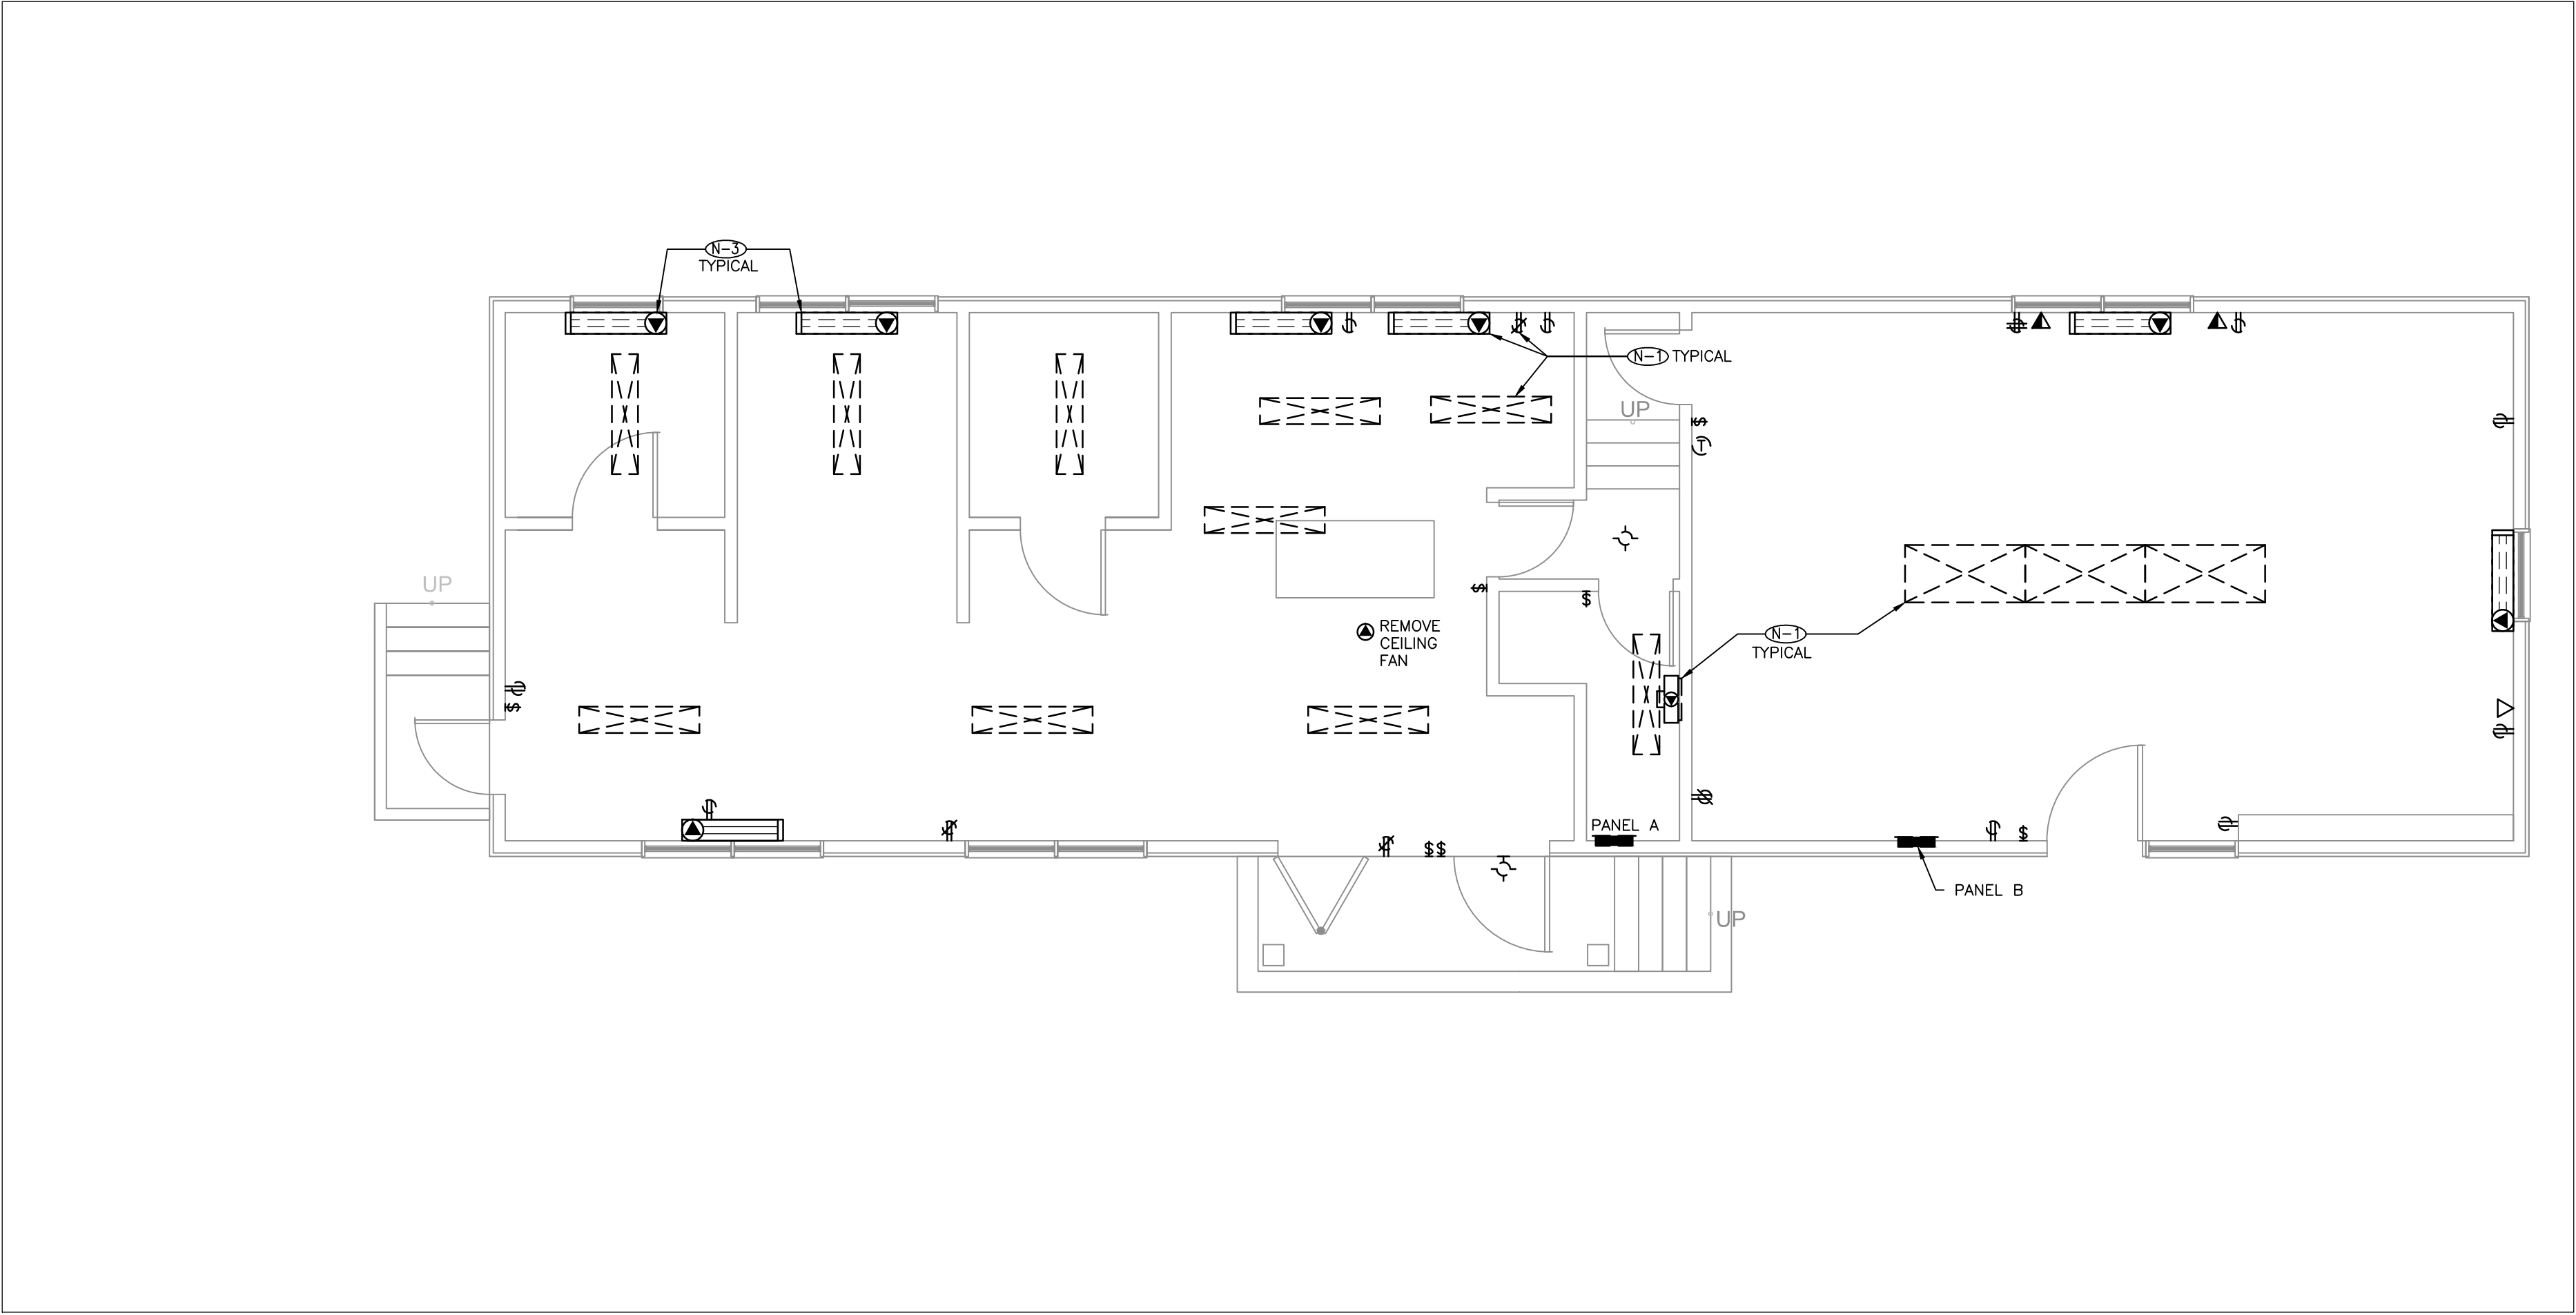 N-3
TYPICAL
N-1 TYPICAL
UP
$
T
UP
$
$
REMOVE
CEILING
FAN
N-1
TYPICAL
$
PANEL A
$$
$
PANEL B
UP